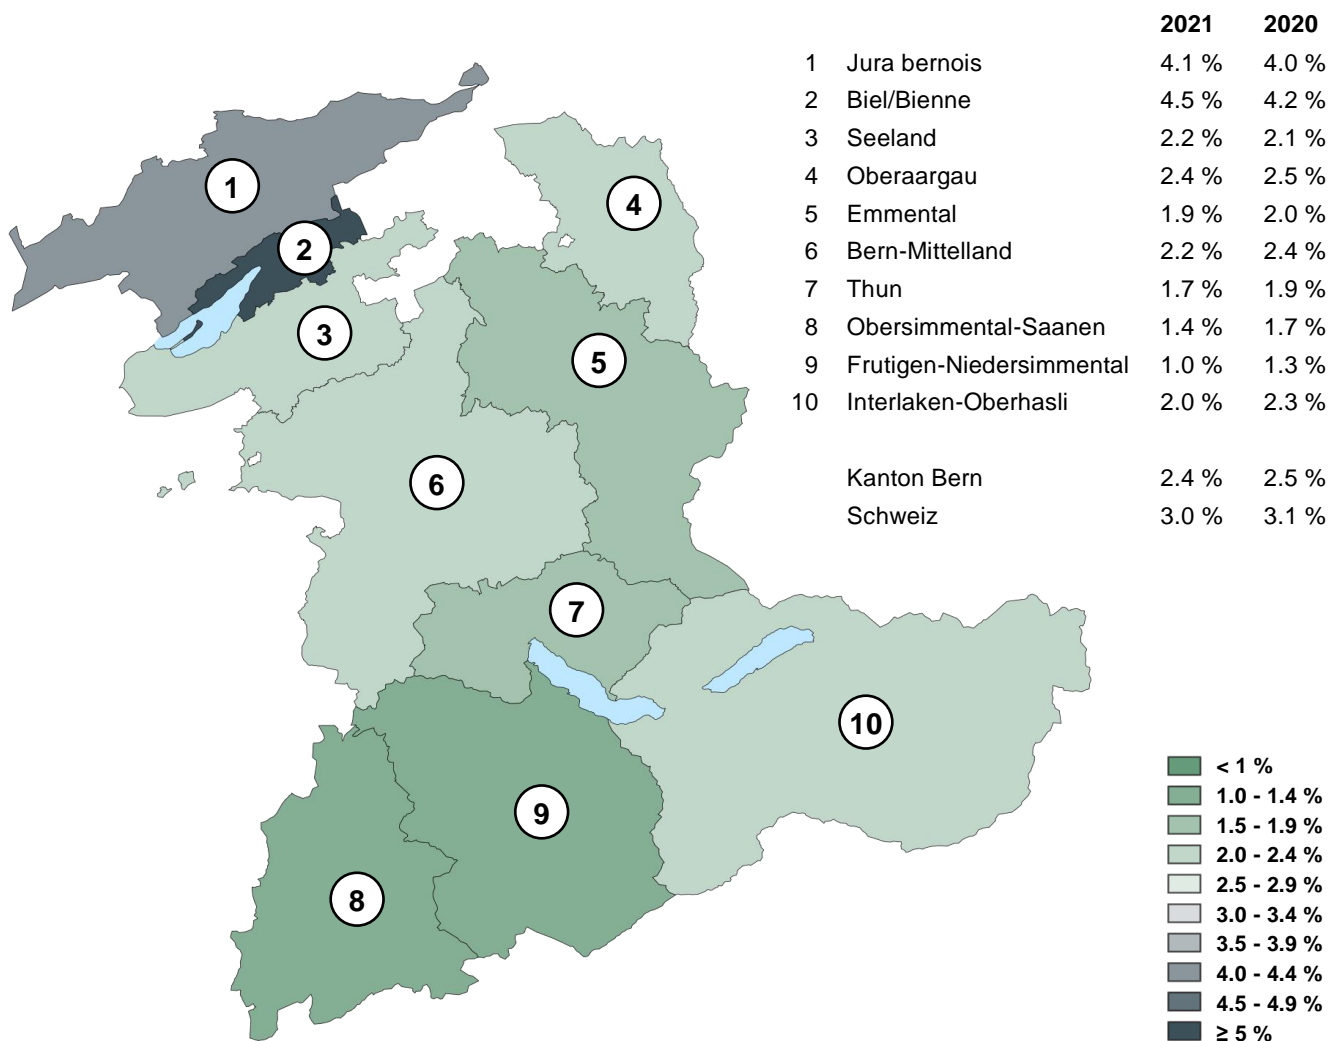 2021 2020
1 Jura bernois 4.1 % 4.0 %
2 Biel/Bienne 4.5 % 4.2 %
3 Seeland 2.2 % 2.1 %
4 Oberaargau 2.4 % 2.5 %
5 Emmental 1.9 % 2.0 %
6 Bern-Mittelland 2.2 % 2.4 %
7 Thun 1.7 % 1.9 %
8 Obersimmental-Saanen 1.4 % 1.7 %
9 Frutigen-Niedersimmental 1.0 % 1.3 %
10 Interlaken-Oberhasli 2.0 % 2.3 %
Kanton Bern 2.4 % 2.5 %
Schweiz 3.0 % 3.1 %
1
2
3
4
5
6
7
8
9
10
< 1 %
1.0 - 1.4 %
1.5 - 1.9 %
2.0 - 2.4 %
2.5 - 2.9 %
3.0 - 3.4 %
3.5 - 3.9 %
4.0 - 4.4 %
4.5 - 4.9 %
≥ 5 %